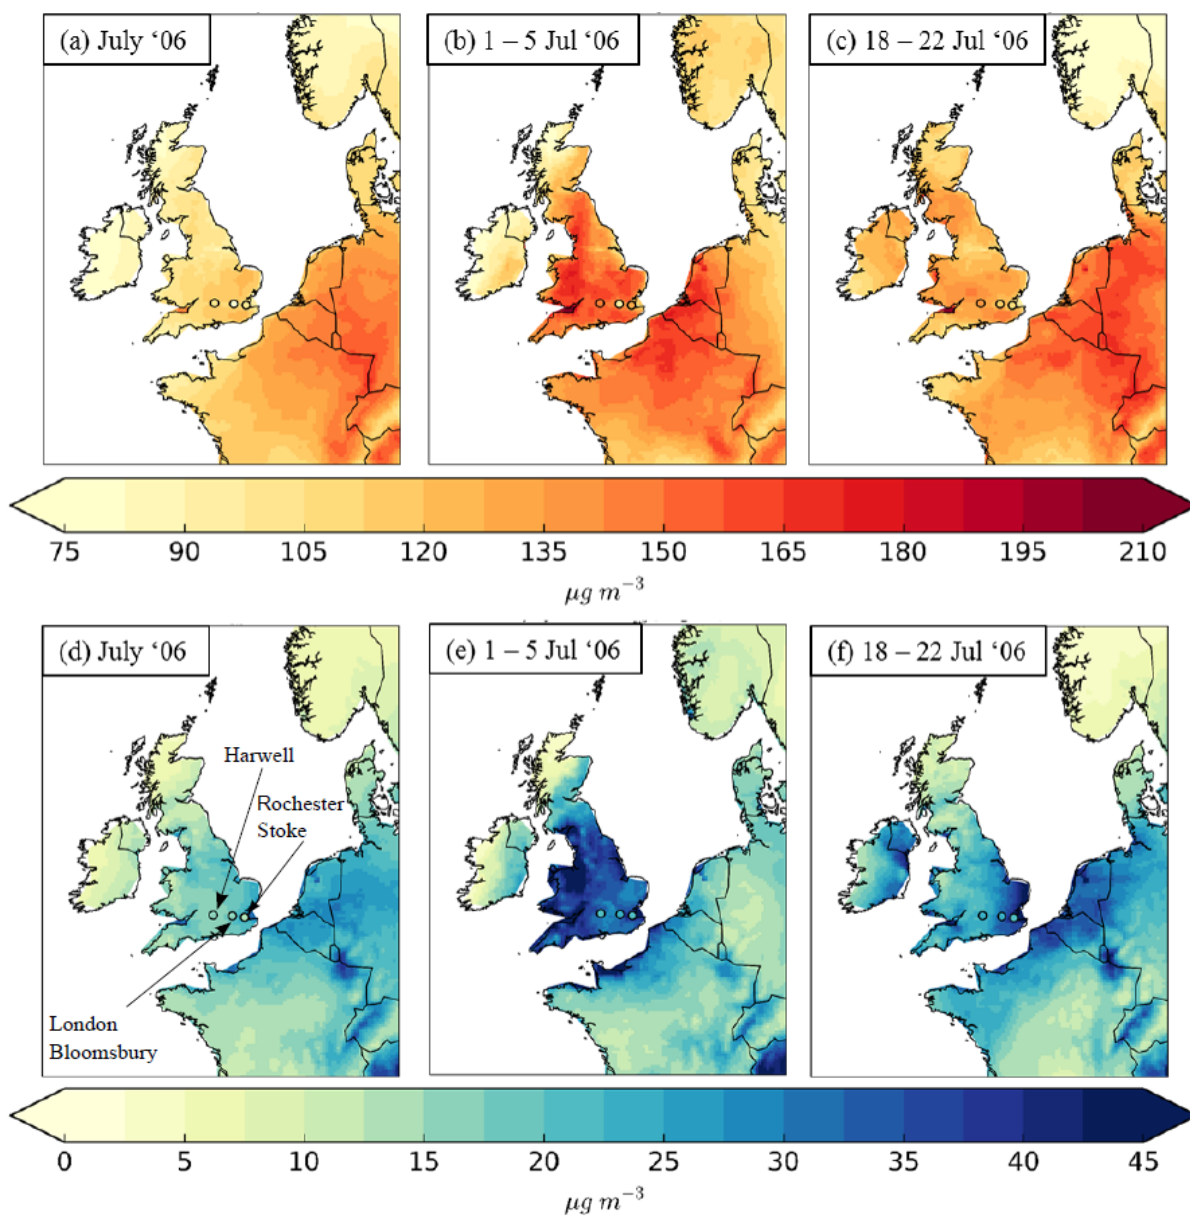 (a) July ‘06
(b) 1 – 5 Jul ‘06
(c) 18 – 22 Jul ‘06
75 90 105 120 135 150 165 180 195 210
μg m⁻³
(d) July ‘06
(e) 1 – 5 Jul ‘06
(f) 18 – 22 Jul ‘06
Harwell
Rochester
Stoke
London
Bloomsbury
0 5 10 15 20 25 30 35 40 45
μg m⁻³